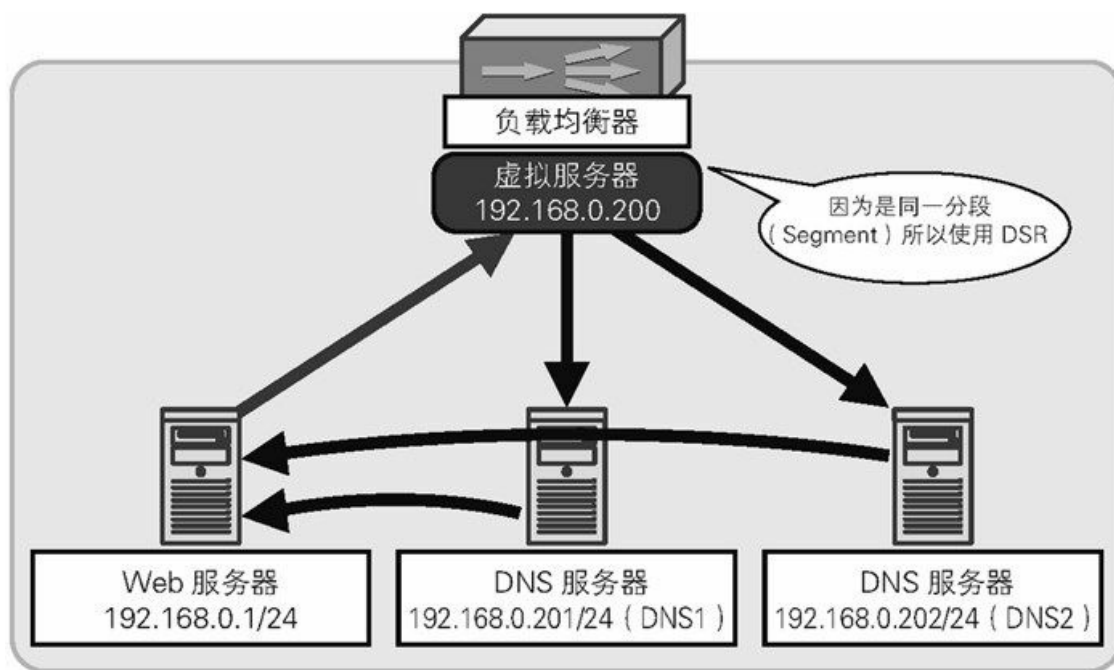 负载均衡器
虚拟服务器
192.168.0.200
因为是同一分段
（Segment）所以使用 DSR
Web 服务器
192.168.0.1/24
DNS 服务器
192.168.0.201/24（DNS1）
DNS 服务器
192.168.0.202/24（DNS2）